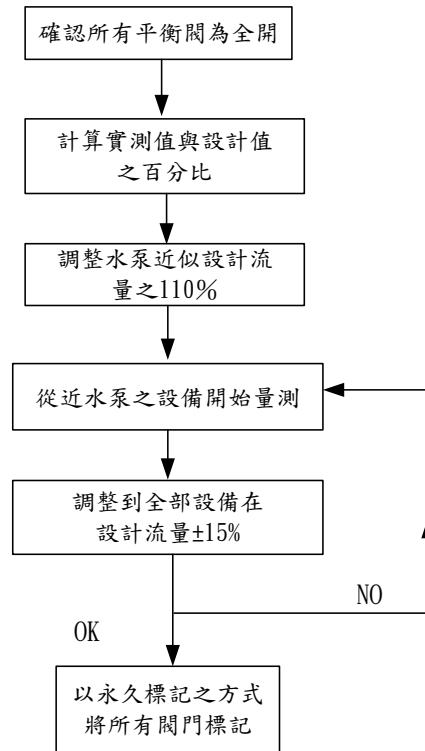 確認所有平衡閥為全開
計算實測值與設計值
之百分比
調整水泵近似設計流
量之110%
從近水泵之設備開始量測
調整到全部設備在
設計流量±15%
NO
OK
以永久標記之方式
將所有閥門標記